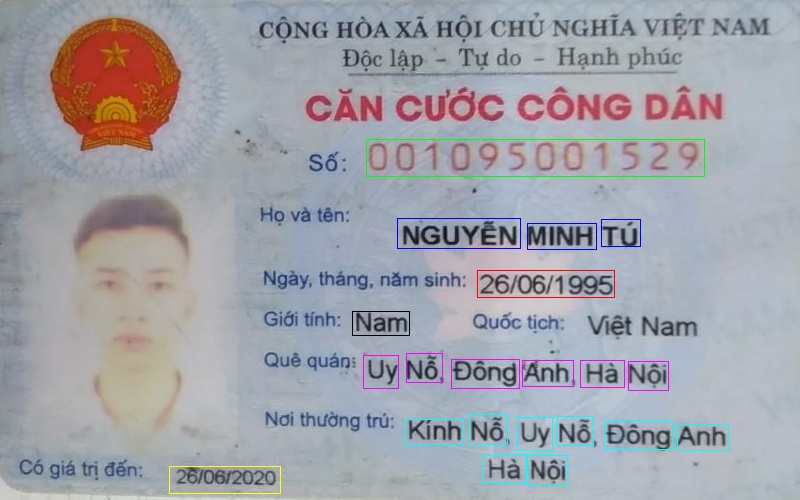 CỘNG HÒA XÃ HỘI CHỦ NGHĨA VIỆT NAM
Độc lập - Tự do - Hạnh phúc
CĂN CƯỚC CÔNG DÂN
Số: 001095001529
Họ và tên: NGUYỄN MINH TÚ
Ngày, tháng, năm sinh: 26/06/1995
Giới tính: Nam Quốc tịch: Việt Nam
Quê quán: Uy Nỗ, Đông Anh, Hà Nội
Nơi thường trú: Kính Nỗ, Uy Nỗ, Đông Anh
Hà Nội
Có giá trị đến: 26/06/2020